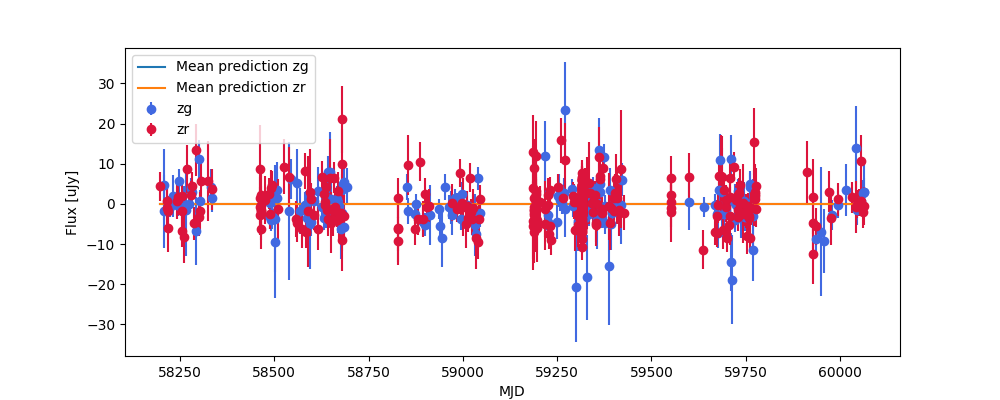 Mean prediction zg
Mean prediction zr
zg
zr
Flux [uJy]
30
20
10
0
−10
−20
−30
58250
58500
58750
59000
59250
59500
59750
60000
MJD